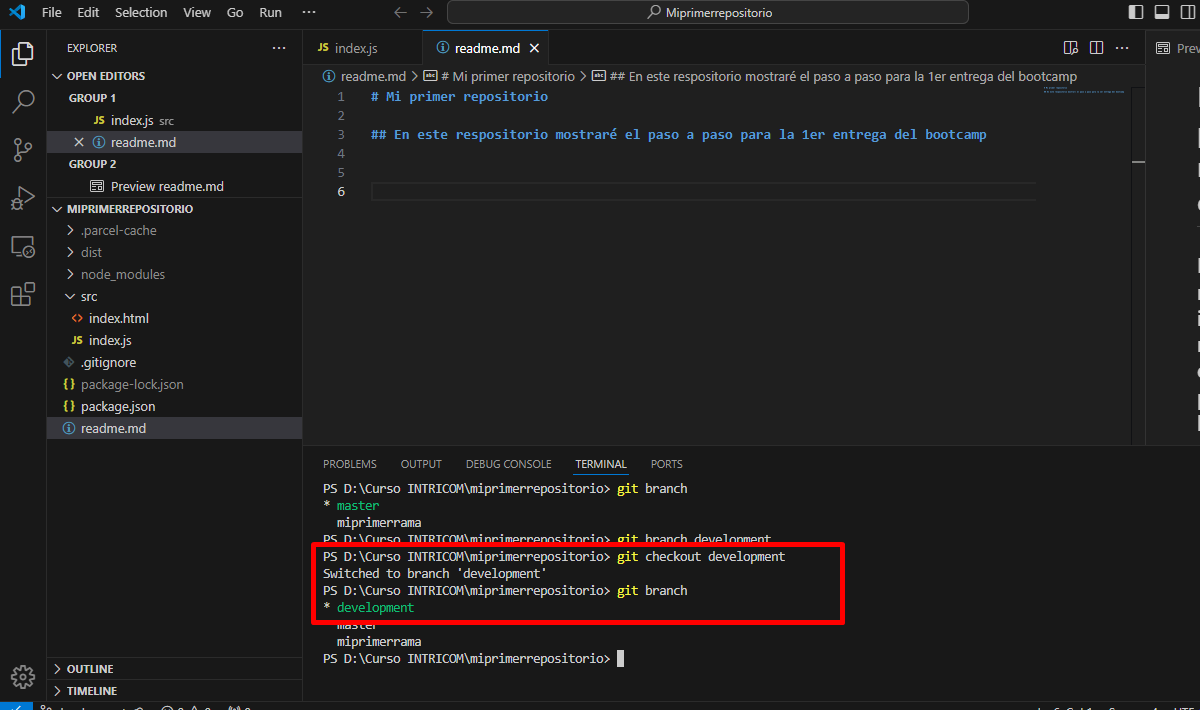 File Edit Selection View Go Run ···
Miprimerrepositorio
EXPLORER ···
OPEN EDITORS
GROUP 1
JS index.js src
readme.md
GROUP 2
Preview readme.md
MIPRIMERREPOSITORIO
.parcel-cache
dist
node_modules
src
<> index.html
JS index.js
.gitignore
{} package-lock.json
{} package.json
readme.md
OUTLINE
TIMELINE
JS index.js
readme.md
readme.md > # Mi primer repositorio > ## En este respositorio mostraré el paso a paso para la 1er entrega del bootcamp
1 # Mi primer repositorio
2
3 ## En este respositorio mostraré el paso a paso para la 1er entrega del bootcamp
4
5
6
PROBLEMS OUTPUT DEBUG CONSOLE TERMINAL PORTS
PS D:\Curso INTRICOM\miprimerrepositorio> git branch
* master
miprimerrama
PS D:\Curso INTRICOM\miprimerrepositorio> git branch development
PS D:\Curso INTRICOM\miprimerrepositorio> git checkout development
Switched to branch 'development'
PS D:\Curso INTRICOM\miprimerrepositorio> git branch
* development
master
miprimerrama
PS D:\Curso INTRICOM\miprimerrepositorio>